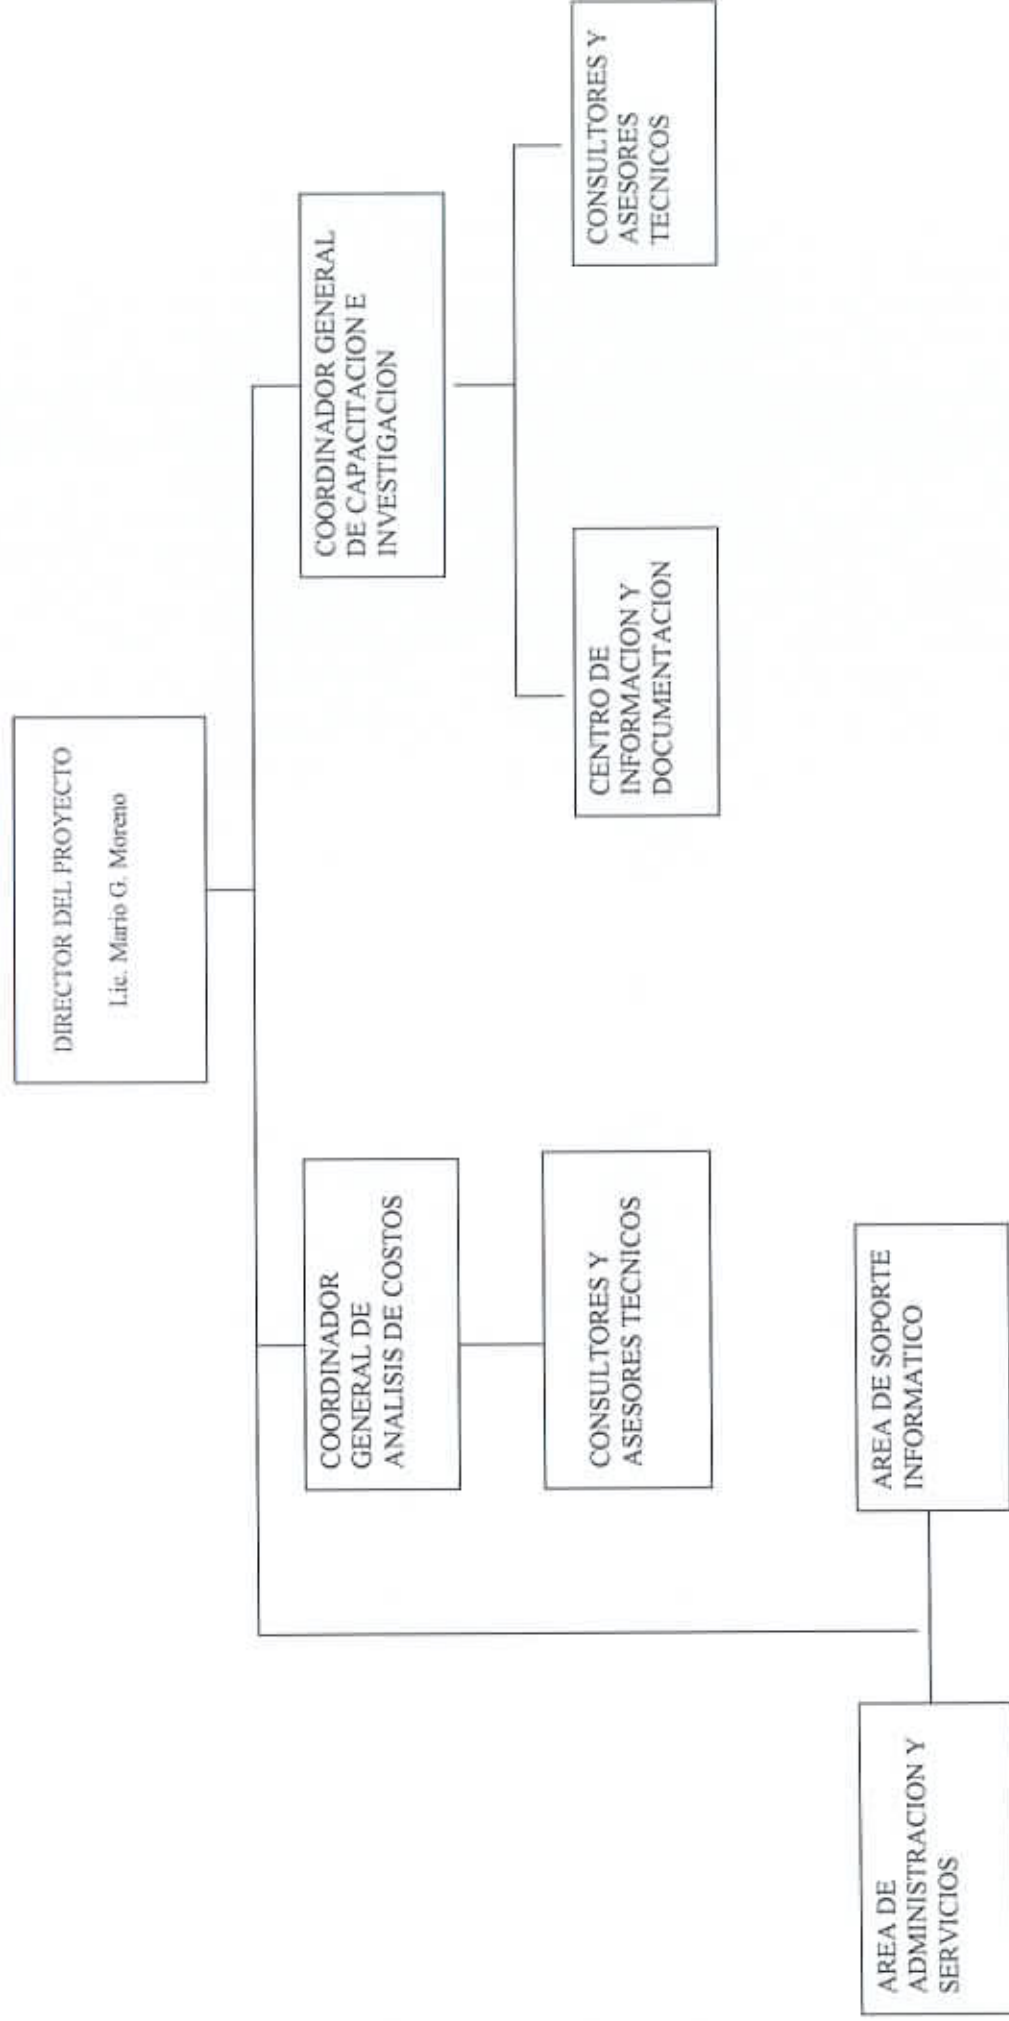 DIRECTOR DEL PROYECTO
Lic. Mario G. Moreno
COORDINADOR
GENERAL DE
ANALISIS DE COSTOS
COORDINADOR GENERAL
DE CAPACITACION E
INVESTIGACION
CONSULTORES Y
ASESORES TECNICOS
CENTRO DE
INFORMACION Y
DOCUMENTACION
CONSULTORES Y
ASESORES
TECNICOS
AREA DE
ADMINISTRACION Y
SERVICIOS
AREA DE SOPORTE
INFORMATICO